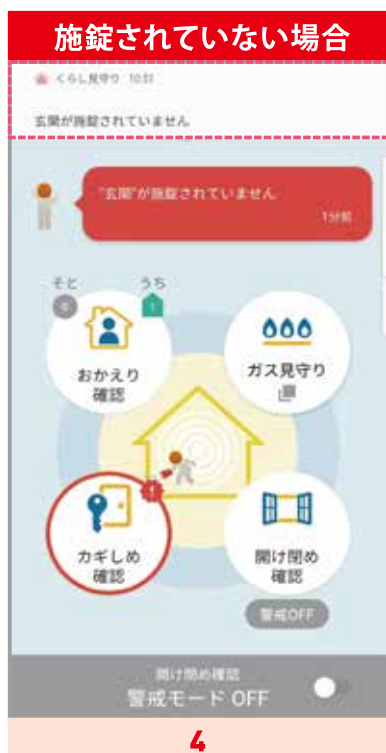 施錠されていない場合
くらし見守り 10:51
玄関が施錠されていません
"玄関"が施錠されていません
1分前
そと
うち
おかえり
確認
ガス見守り
カギしめ
確認
開け閉め
確認
警戒OFF
開け閉め確認
警戒モード OFF
4